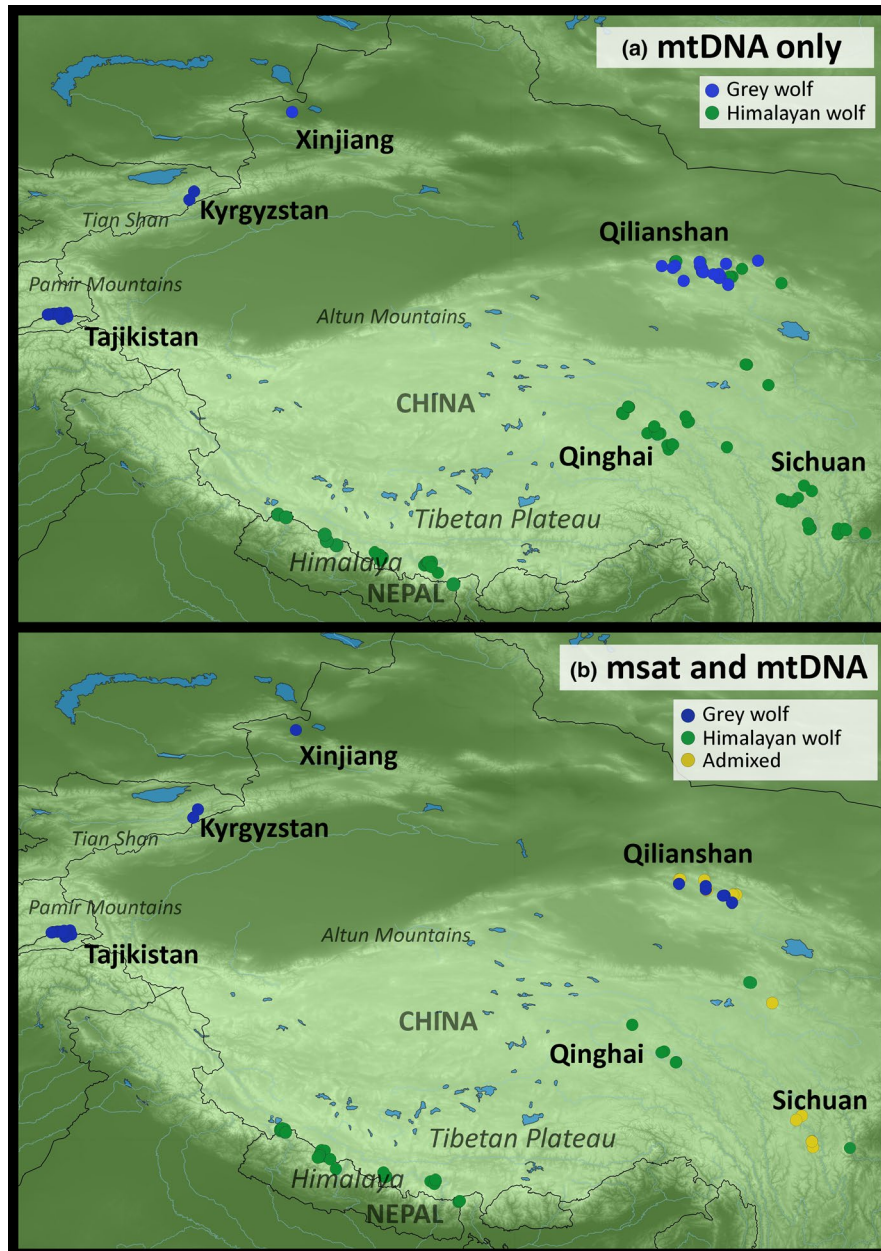 (a) mtDNA only
Grey wolf
Himalayan wolf
Xinjiang
Kyrgyzstan
Tian Shan
Qilianshan
Pamir Mountains
Tajikistan
Altun Mountains
CHINA
Qinghai
Sichuan
Tibetan Plateau
Himalaya
NEPAL
(b) msat and mtDNA
Grey wolf
Himalayan wolf
Admixed
Xinjiang
Kyrgyzstan
Tian Shan
Qilianshan
Pamir Mountains
Altun Mountains
Tajikistan
CHINA
Qinghai
Sichuan
Tibetan Plateau
Himalaya
NEPAL